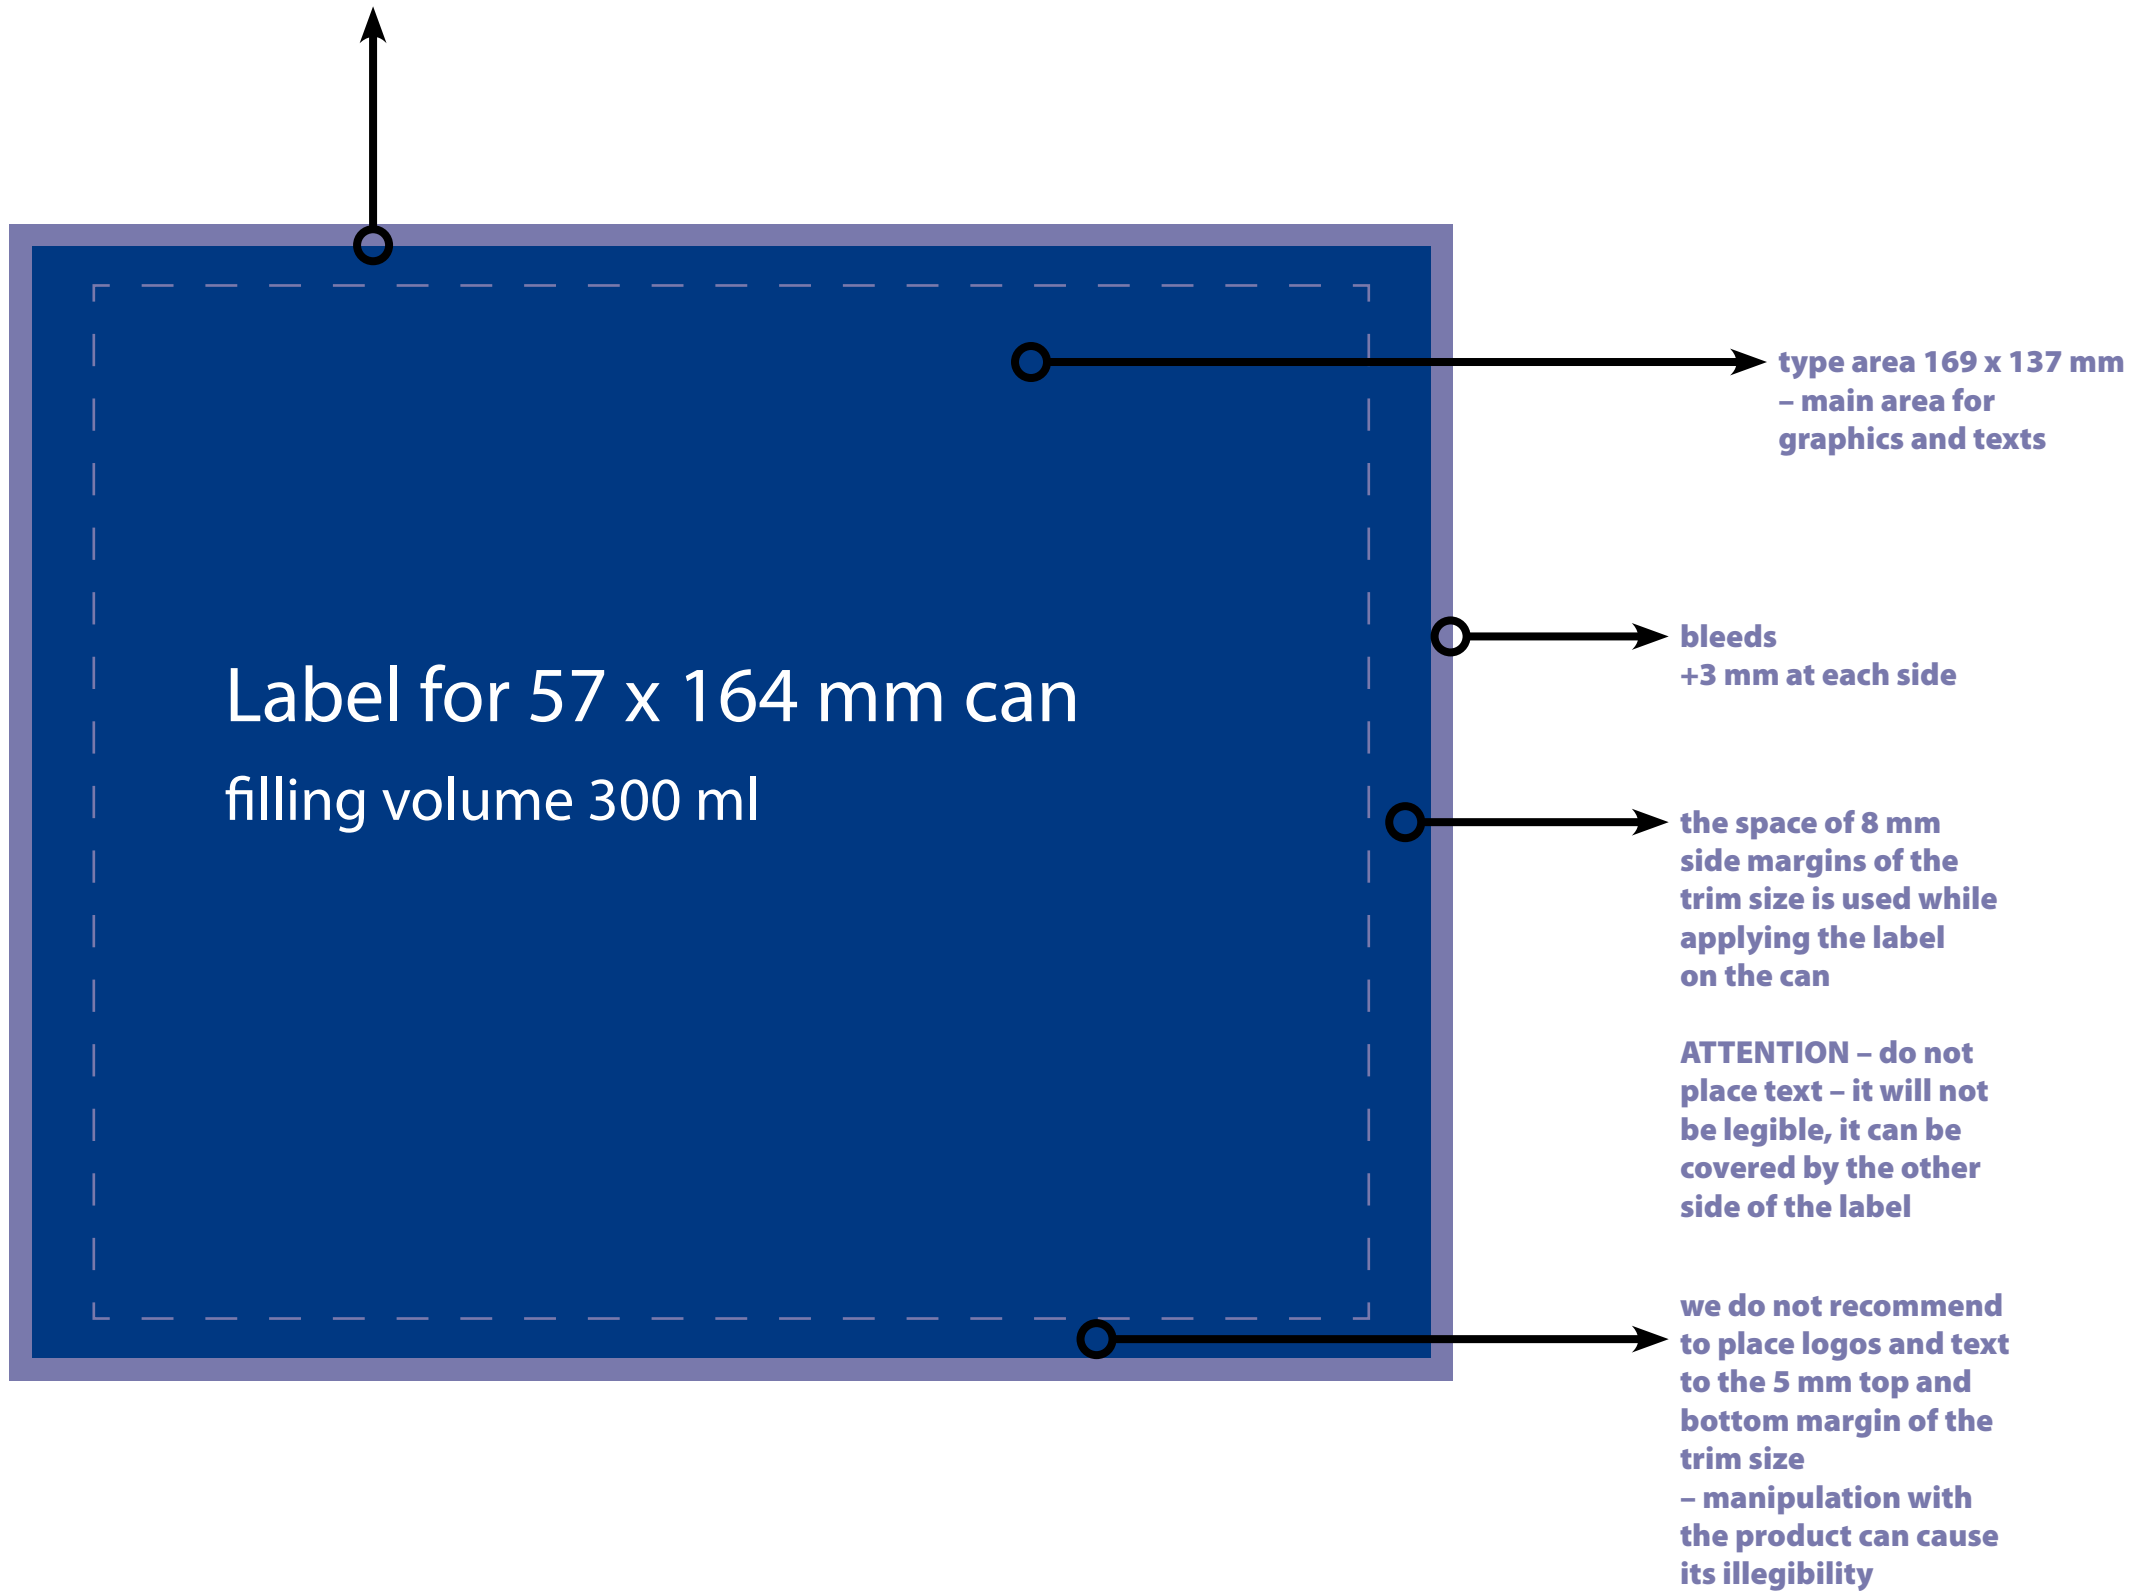 type area 169 x 137 mm
– main area for
graphics and texts
bleeds
+3 mm at each side
Label for 57 x 164 mm can
filling volume 300 ml
the space of 8 mm
side margins of the
trim size is used while
applying the label
on the can
ATTENTION – do not
place text – it will not
be legible, it can be
covered by the other
side of the label
we do not recommend
to place logos and text
to the 5 mm top and
bottom margin of the
trim size
– manipulation with
the product can cause
its illegibility